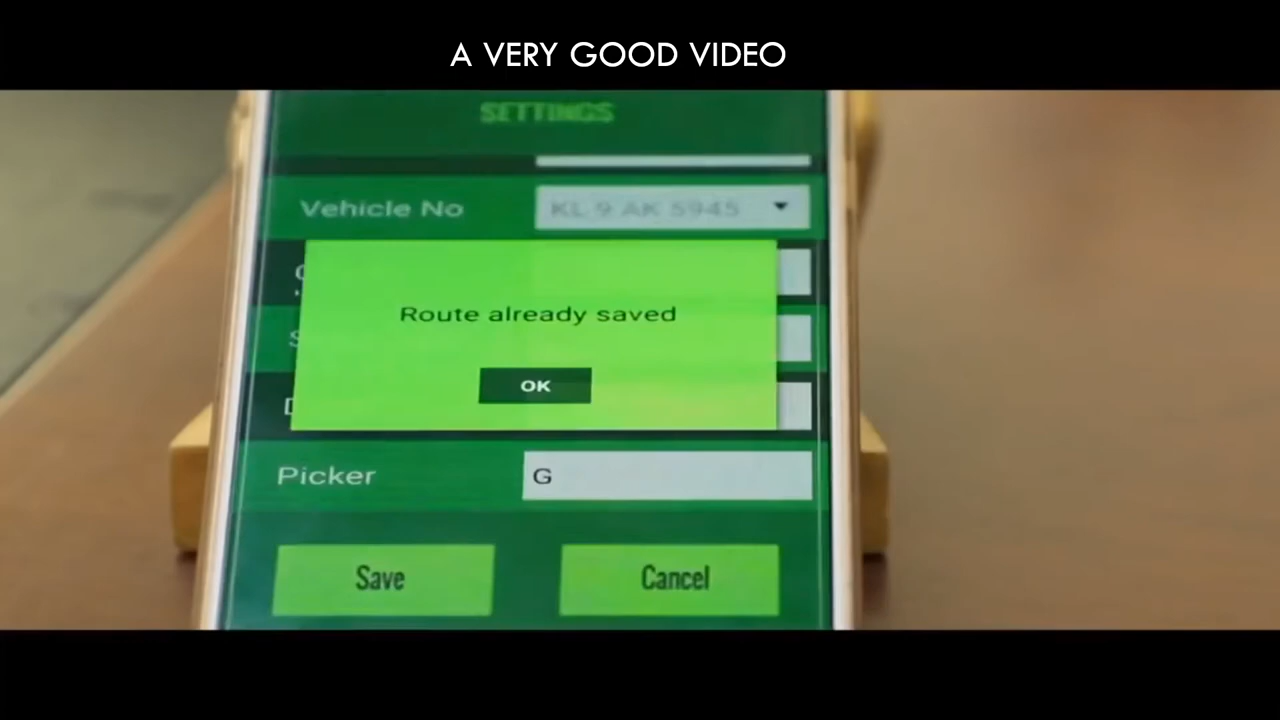 A VERY GOOD VIDEO
SETTINGS
Vehicle No
KL 9 AK 5945
Route already saved
OK
Picker
G
Save
Cancel